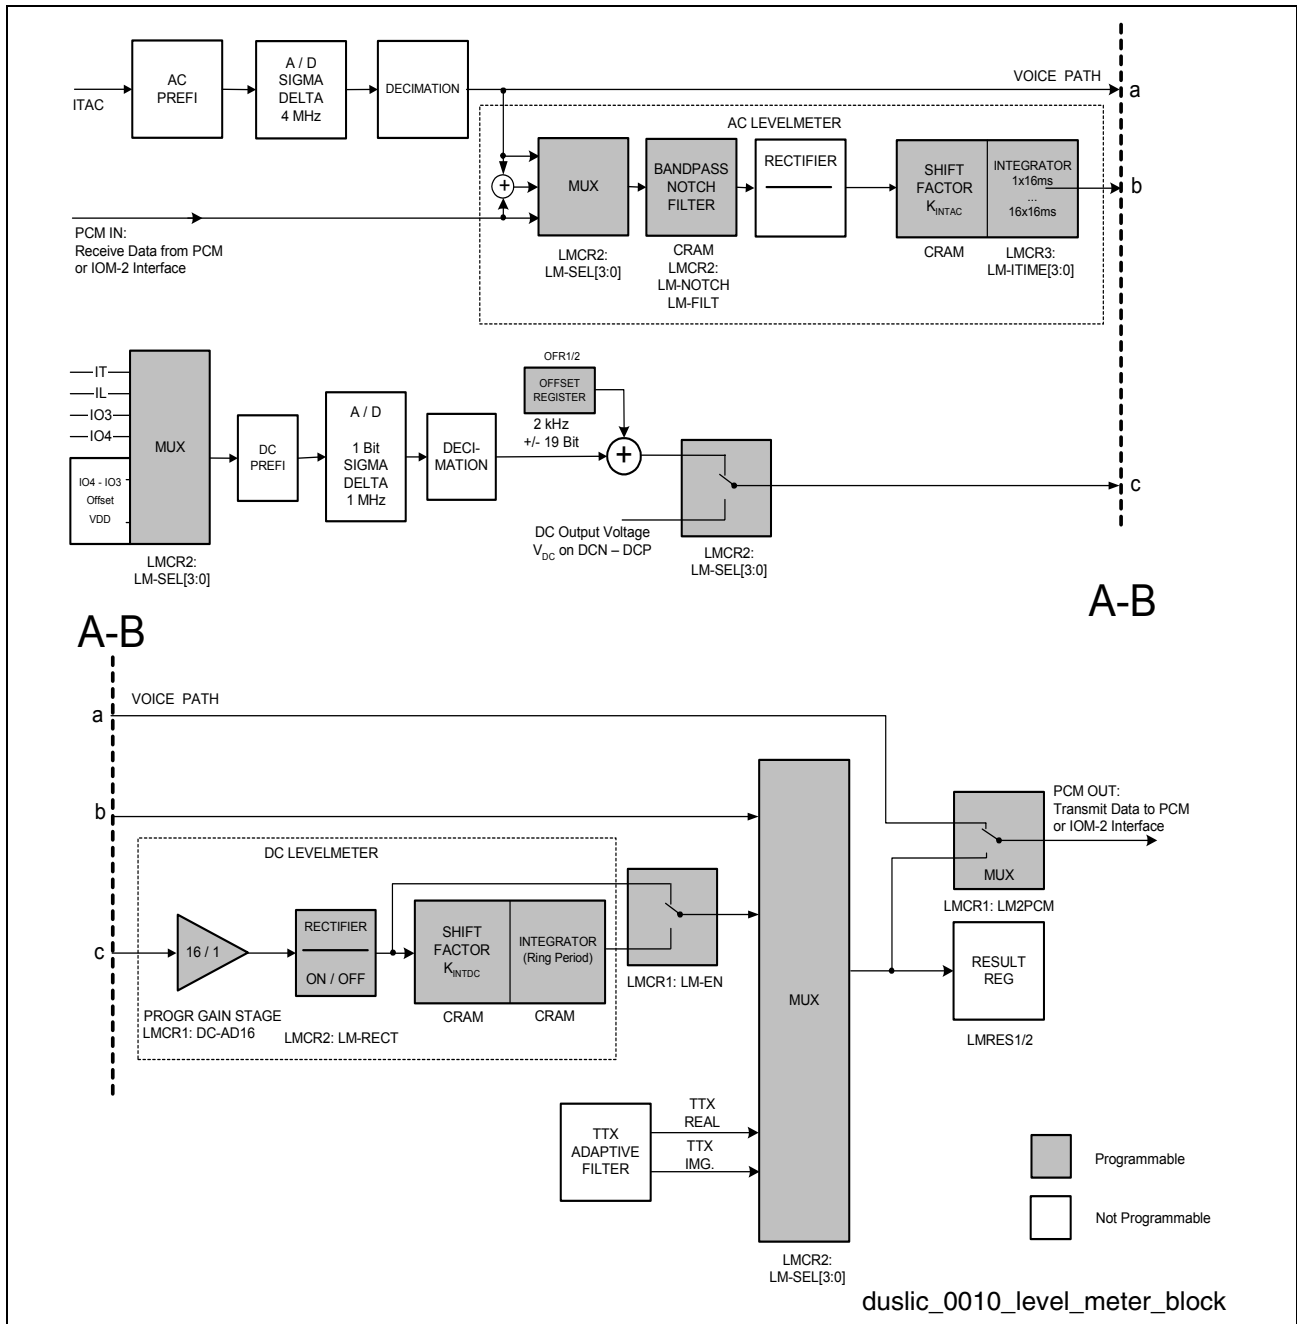 ITAC
AC
PREFI
A / D
SIGMA
DELTA
4 MHz
DECIMATION
VOICE PATH
a
AC LEVELMETER
MUX
BANDPASS
NOTCH
FILTER
RECTIFIER
SHIFT
FACTOR
KINTAC
INTEGRATOR
1x16ms
...
16x16ms
b
PCM IN:
Receive Data from PCM
or IOM-2 Interface
LMCR2:
LM-SEL[3:0]
CRAM
LMCR2:
LM-NOTCH
LM-FILT
CRAM
LMCR3:
LM-ITIME[3:0]
IT
IL
IO3
IO4
IO4 - IO3
Offset
VDD
MUX
LMCR2:
LM-SEL[3:0]
DC
PREFI
A / D
1 Bit
SIGMA
DELTA
1 MHz
DECI-
MATION
OFR1/2
OFFSET
REGISTER
2 kHz
+/- 19 Bit
+
DC Output Voltage
VDC on DCN – DCP
LMCR2:
LM-SEL[3:0]
c
A-B
A-B
VOICE PATH
a
b
DC LEVELMETER
c
16 / 1
PROGR GAIN STAGE
LMCR1: DC-AD16
RECTIFIER
ON / OFF
LMCR2: LM-RECT
SHIFT
FACTOR
KINTDC
INTEGRATOR
(Ring Period)
CRAM
CRAM
LMCR1: LM-EN
MUX
LMCR2:
LM-SEL[3:0]
TTX
ADAPTIVE
FILTER
TTX
REAL
TTX
IMG.
MUX
LMCR1: LM2PCM
PCM OUT:
Transmit Data to PCM
or IOM-2 Interface
RESULT
REG
LMRES1/2
Programmable
Not Programmable
duslic_0010_level_meter_block